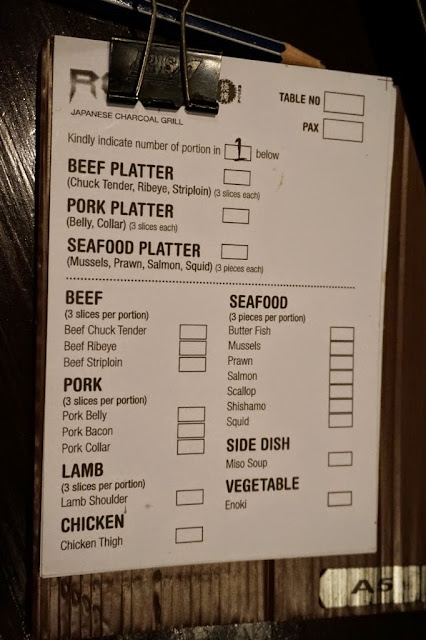 JAPANESE CHARCOAL GRILL
TABLE NO
PAX
Kindly indicate number of portion in 1 below
BEEF PLATTER
(Chuck Tender, Ribeye, Striploin) (3 slices each)
PORK PLATTER
(Belly, Collar) (3 slices each)
SEAFOOD PLATTER
(Mussels, Prawn, Salmon, Squid) (3 pieces each)
BEEF
(3 slices per portion)
Beef Chuck Tender
Beef Ribeye
Beef Striploin
PORK
(3 slices per portion)
Pork Belly
Pork Bacon
Pork Collar
LAMB
(3 slices per portion)
Lamb Shoulder
CHICKEN
Chicken Thigh
SEAFOOD
(3 pieces per portion)
Butter Fish
Mussels
Prawn
Salmon
Scallop
Shishamo
Squid
SIDE DISH
Miso Soup
VEGETABLE
Enoki
A5